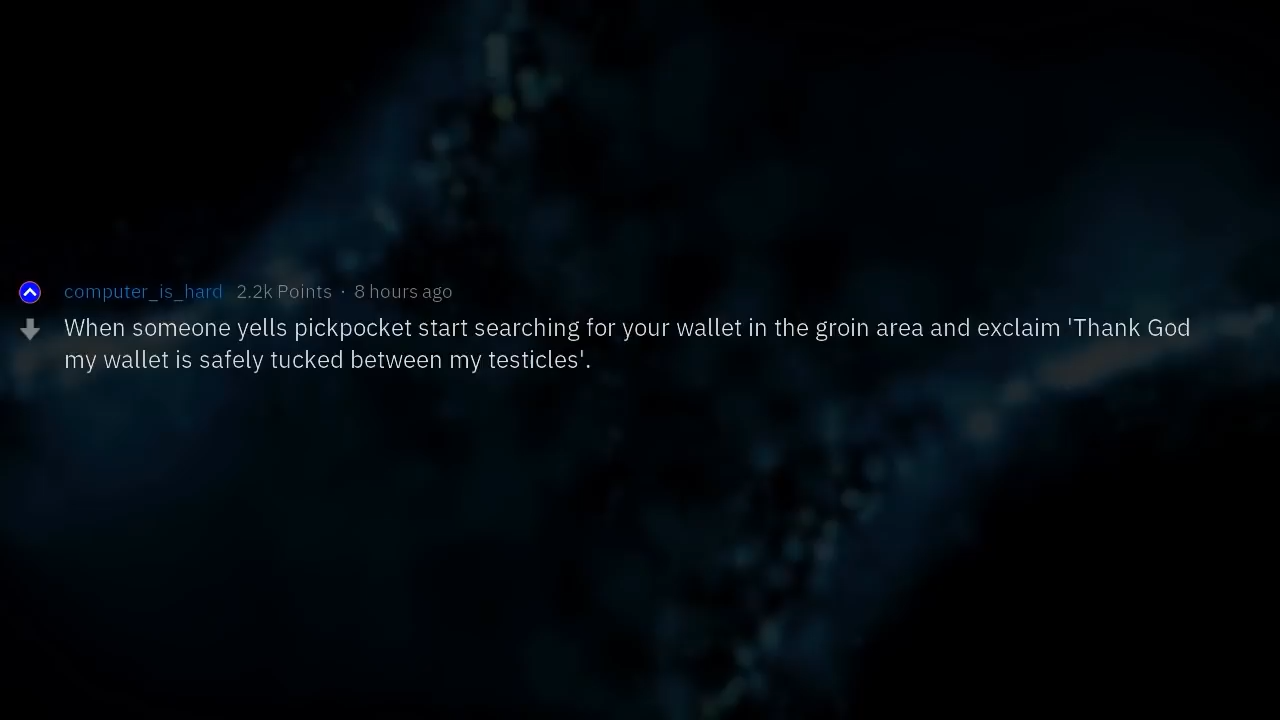 computer_is_hard 2.2k Points · 8 hours ago
When someone yells pickpocket start searching for your wallet in the groin area and exclaim 'Thank God
my wallet is safely tucked between my testicles'.